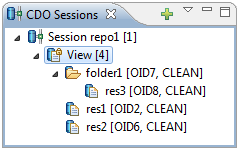 CDO Sessions
Session repo1 [1]
View [4]
folder1 [OID7, CLEAN]
res3 [OID8, CLEAN]
res1 [OID2, CLEAN]
res2 [OID6, CLEAN]